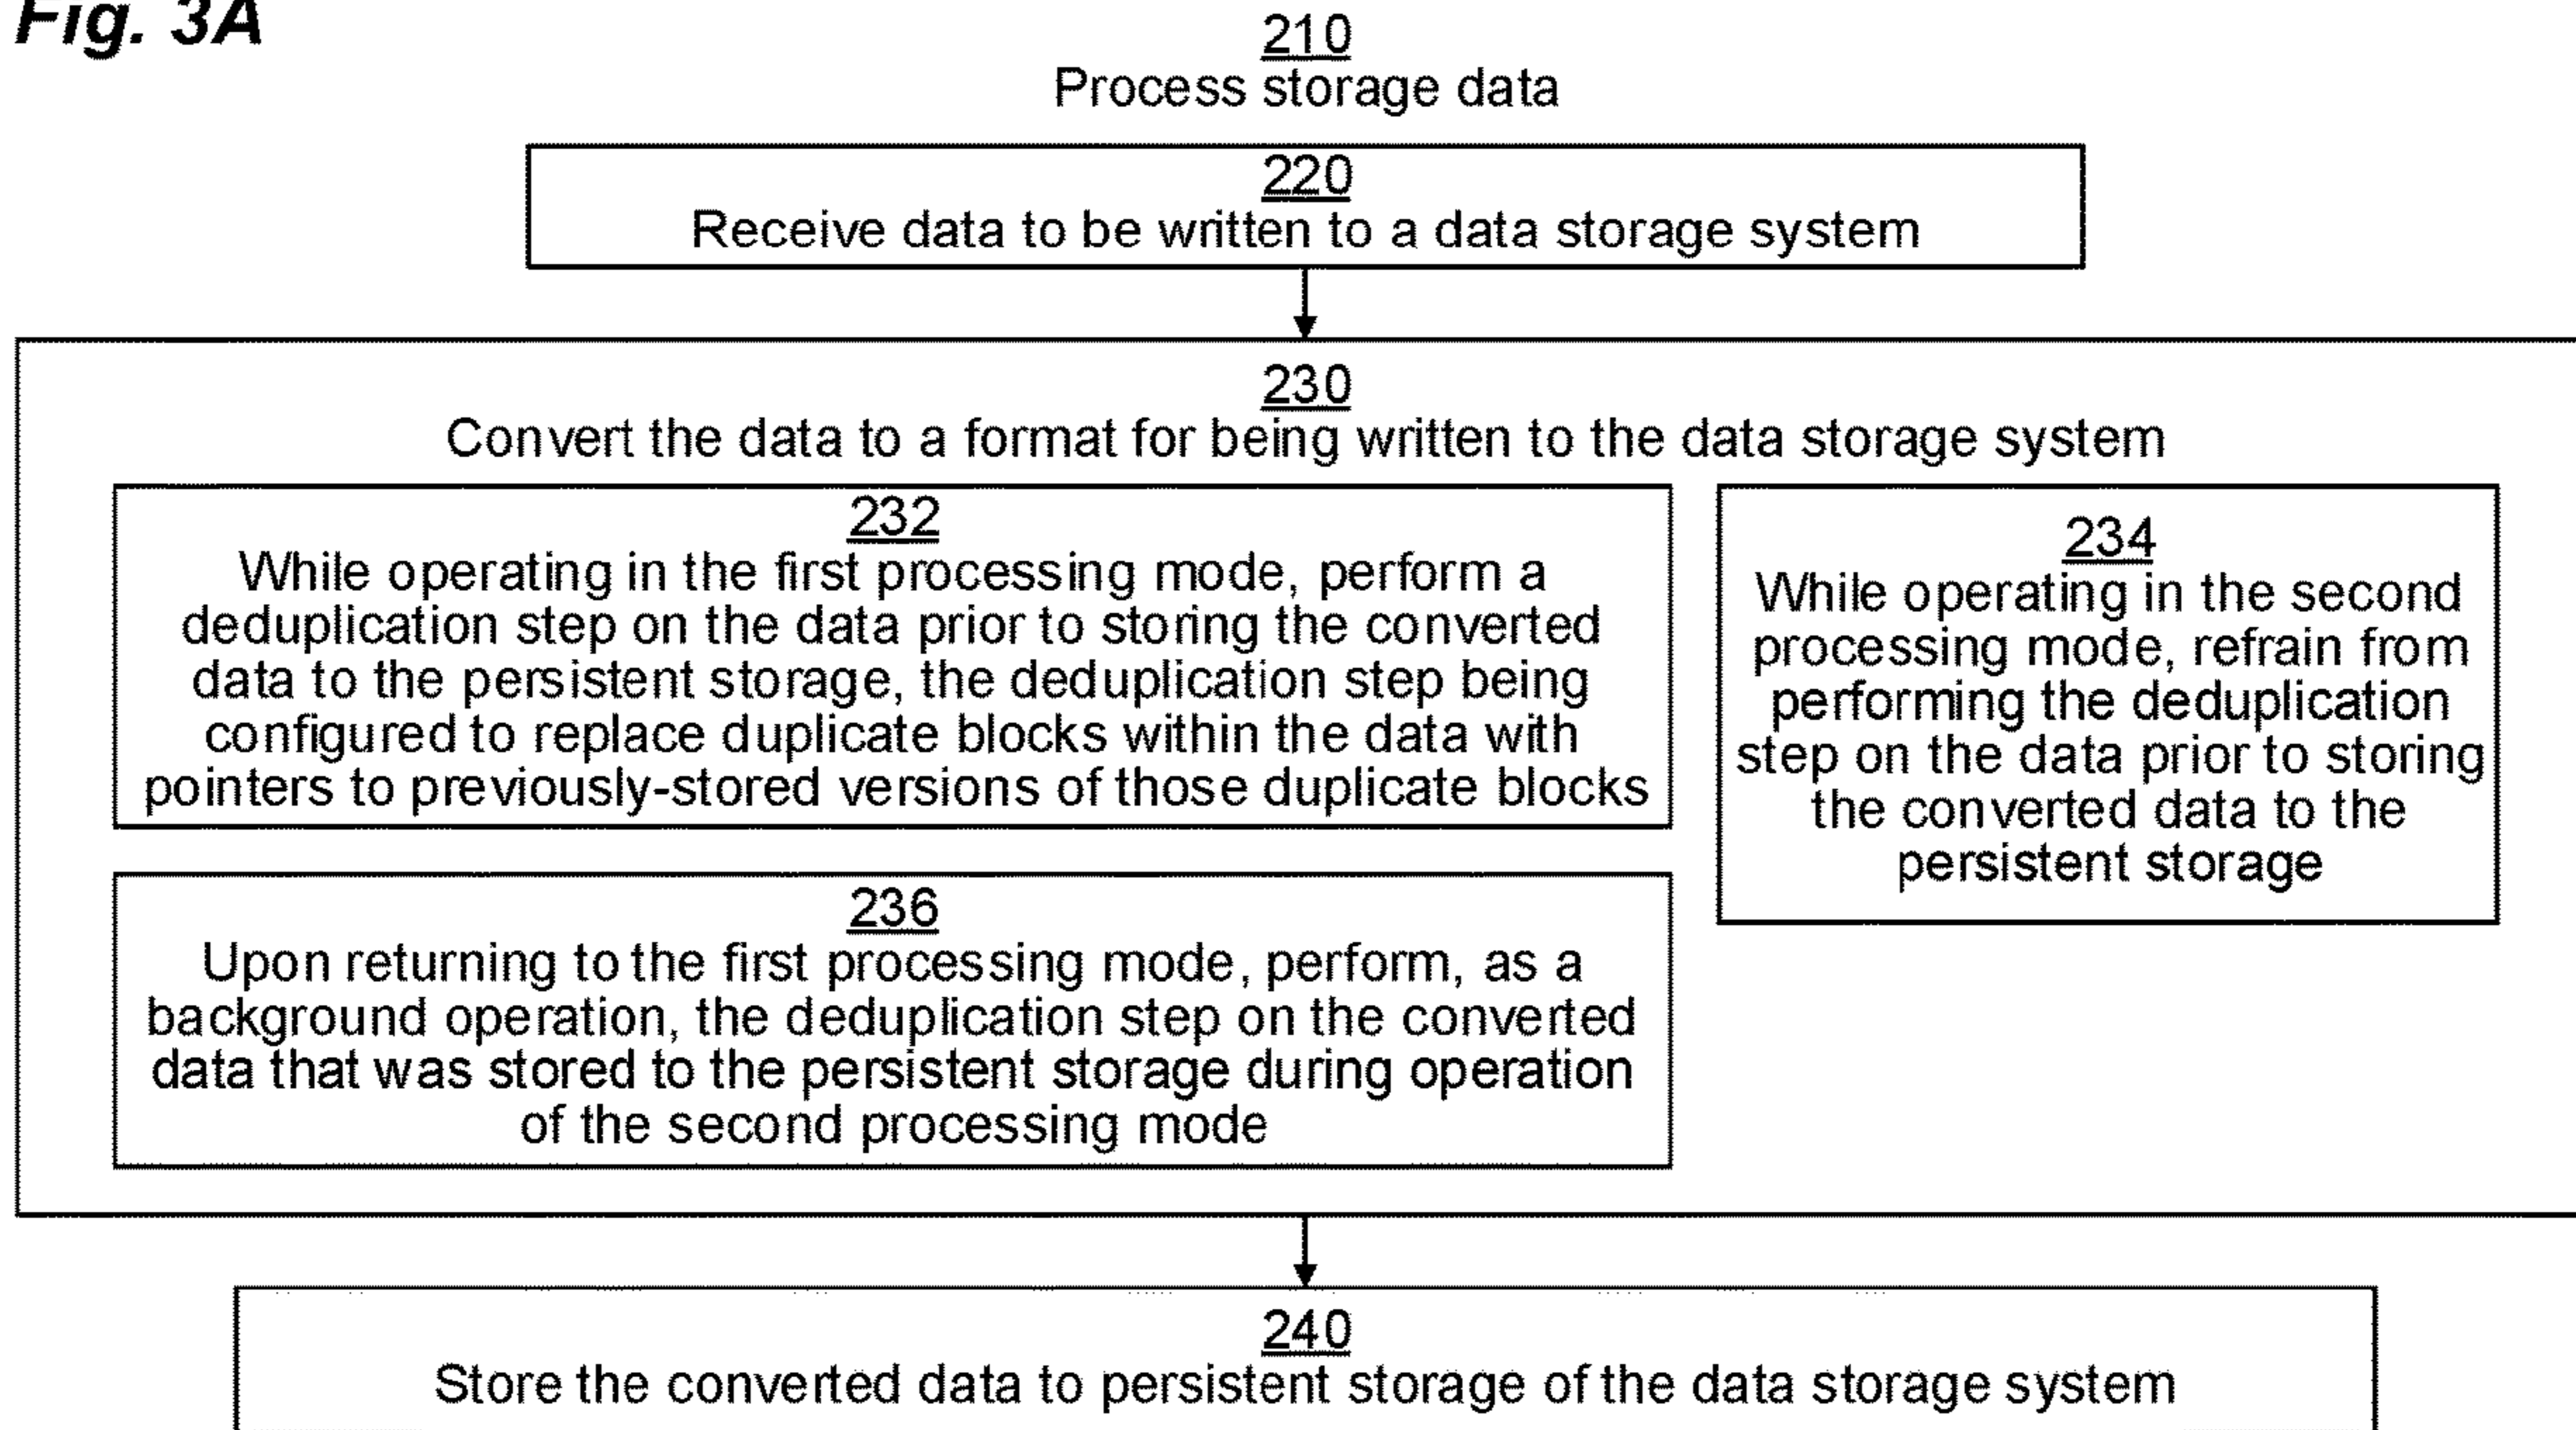 Fig. 3A
210
Process storage data
220
Receive data to be written to a data storage system
230
Convert the data to a format for being written to the data storage system
232
While operating in the first processing mode, perform a
deduplication step on the data prior to storing the converted
data to the persistent storage, the deduplication step being
configured to replace duplicate blocks within the data with
pointers to previously-stored versions of those duplicate blocks
234
While operating in the second
processing mode, refrain from
performing the deduplication
step on the data prior to storing
the converted data to the
persistent storage
236
Upon returning to the first processing mode, perform, as a
background operation, the deduplication step on the converted
data that was stored to the persistent storage during operation
of the second processing mode
240
Store the converted data to persistent storage of the data storage system